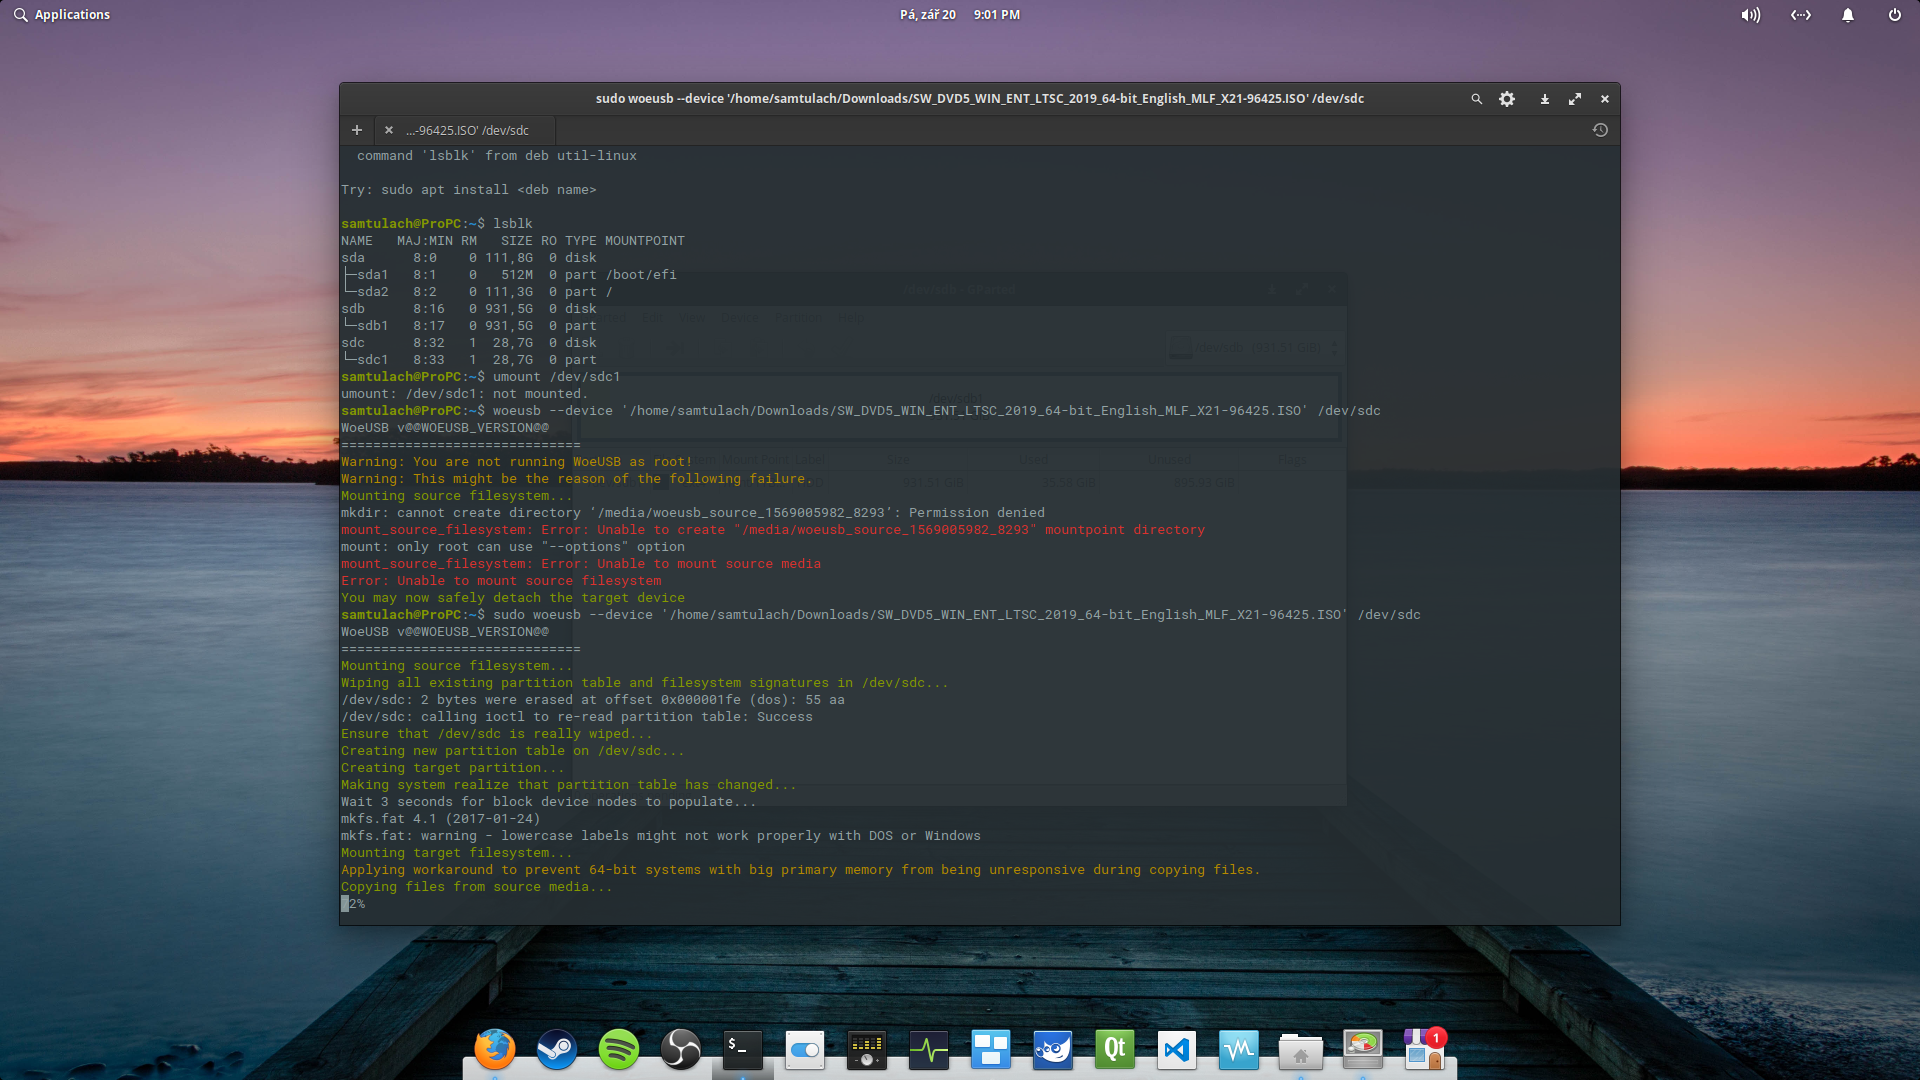 Applications
Pá, zář 20 9:01 PM
sudo woeusb --device '/home/samtulach/Downloads/SW_DVD5_WIN_ENT_LTSC_2019_64-bit_English_MLF_X21-96425.ISO' /dev/sdc
...-96425.ISO' /dev/sdc
command 'lsblk' from deb util-linux
Try: sudo apt install <deb name>
samtulach@ProPC:~$ lsblk
NAME MAJ:MIN RM SIZE RO TYPE MOUNTPOINT
sda 8:0 0 111,8G 0 disk
├─sda1 8:1 0 512M 0 part /boot/efi
└─sda2 8:2 0 111,3G 0 part /
sdb 8:16 0 931,5G 0 disk
└─sdb1 8:17 0 931,5G 0 part
sdc 8:32 1 28,7G 0 disk
└─sdc1 8:33 1 28,7G 0 part
samtulach@ProPC:~$ umount /dev/sdc1
umount: /dev/sdc1: not mounted.
samtulach@ProPC:~$ woeusb --device '/home/samtulach/Downloads/SW_DVD5_WIN_ENT_LTSC_2019_64-bit_English_MLF_X21-96425.ISO' /dev/sdc
WoeUSB v@@WOEUSB_VERSION@@
==============================
Warning: You are not running WoeUSB as root!
Warning: This might be the reason of the following failure.
Mounting source filesystem...
mkdir: cannot create directory ‘/media/woeusb_source_1569005982_8293’: Permission denied
mount_source_filesystem: Error: Unable to create "/media/woeusb_source_1569005982_8293" mountpoint directory
mount: only root can use "--options" option
mount_source_filesystem: Error: Unable to mount source media
Error: Unable to mount source filesystem
You may now safely detach the target device
samtulach@ProPC:~$ sudo woeusb --device '/home/samtulach/Downloads/SW_DVD5_WIN_ENT_LTSC_2019_64-bit_English_MLF_X21-96425.ISO' /dev/sdc
WoeUSB v@@WOEUSB_VERSION@@
==============================
Mounting source filesystem...
Wiping all existing partition table and filesystem signatures in /dev/sdc...
/dev/sdc: 2 bytes were erased at offset 0x000001fe (dos): 55 aa
/dev/sdc: calling ioctl to re-read partition table: Success
Ensure that /dev/sdc is really wiped...
Creating new partition table on /dev/sdc...
Creating target partition...
Making system realize that partition table has changed...
Wait 3 seconds for block device nodes to populate...
mkfs.fat 4.1 (2017-01-24)
mkfs.fat: warning - lowercase labels might not work properly with DOS or Windows
Mounting target filesystem...
Applying workaround to prevent 64-bit systems with big primary memory from being unresponsive during copying files.
Copying files from source media...
2%
$_
Qt
1